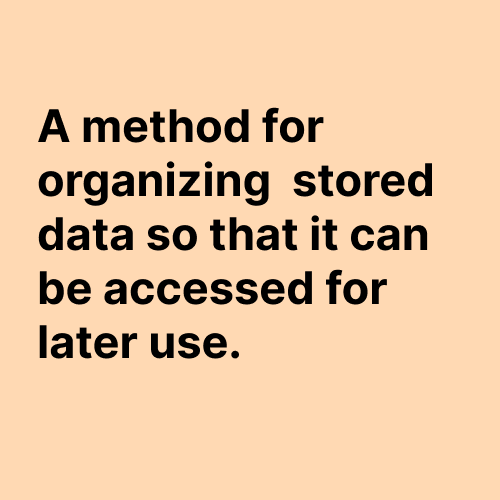 A method for
organizing  stored
data so that it can
be accessed for
later use.